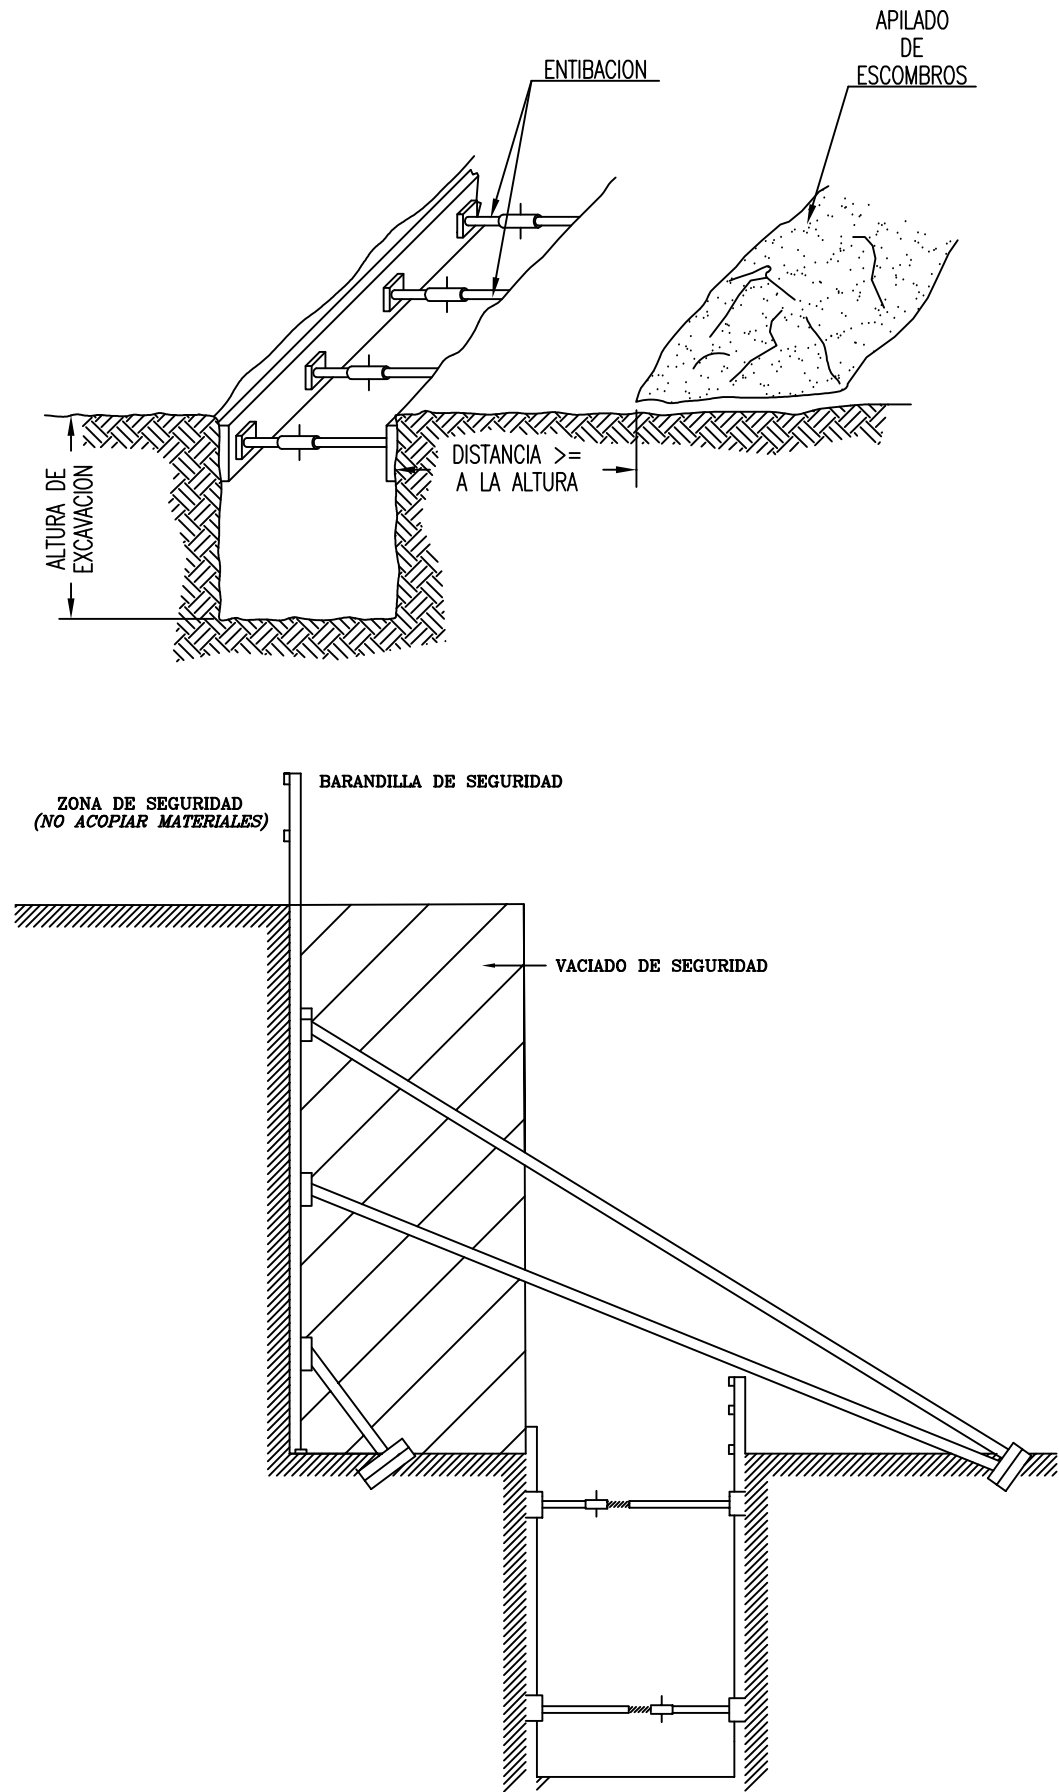 APILADO
DE
ESCOMBROS
ENTIBACION
DISTANCIA >=
A LA ALTURA
ALTURA DE
EXCAVACION
BARANDILLA DE SEGURIDAD
ZONA DE SEGURIDAD
(NO ACOPIAR MATERIALES)
VACIADO DE SEGURIDAD